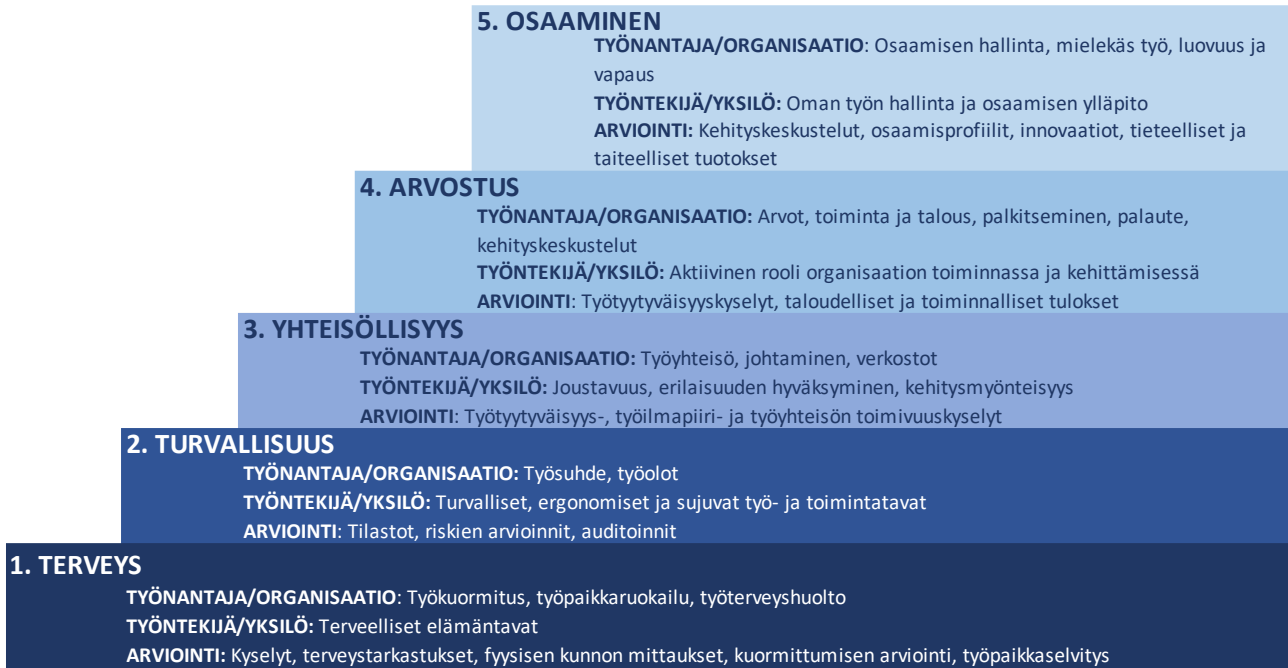 5. OSAAMINEN
TYÖNANTAJA/ORGANISAATIO: Osaamisen hallinta, mielekäs työ, luovuus ja
vapaus
TYÖNTEKIJÄ/YKSILÖ: Oman työn hallinta ja osaamisen ylläpito
ARVIOINTI: Kehityskeskustelut, osaamisprofiilit, innovaatiot, tieteelliset ja
taiteelliset tuotokset
4. ARVOSTUS
TYÖNANTAJA/ORGANISAATIO: Arvot, toiminta ja talous, palkitseminen, palaute,
kehityskeskustelut
TYÖNTEKIJÄ/YKSILÖ: Aktiivinen rooli organisaation toiminnassa ja kehittämisessä
ARVIOINTI: Työtyytyväisyyskyselyt, taloudelliset ja toiminnalliset tulokset
3. YHTEISÖLLISYYS
TYÖNANTAJA/ORGANISAATIO: Työyhteisö, johtaminen, verkostot
TYÖNTEKIJÄ/YKSILÖ: Joustavuus, erilaisuuden hyväksyminen, kehitysmyönteisyys
ARVIOINTI: Työtyytyväisyys-, työilmapiiri- ja työyhteisön toimivuuskyselyt
2. TURVALLISUUS
TYÖNANTAJA/ORGANISAATIO: Työsuhde, työolot
TYÖNTEKIJÄ/YKSILÖ: Turvalliset, ergonomiset ja sujuvat työ- ja toimintatavat
ARVIOINTI: Tilastot, riskien arvioinnit, auditoinnit
1. TERVEYS
TYÖNANTAJA/ORGANISAATIO: Työkuormitus, työpaikkaruokailu, työterveyshuolto
TYÖNTEKIJÄ/YKSILÖ: Terveelliset elämäntavat
ARVIOINTI: Kyselyt, terveystarkastukset, fyysisen kunnon mittaukset, kuormittumisen arviointi, työpaikkaselvitys